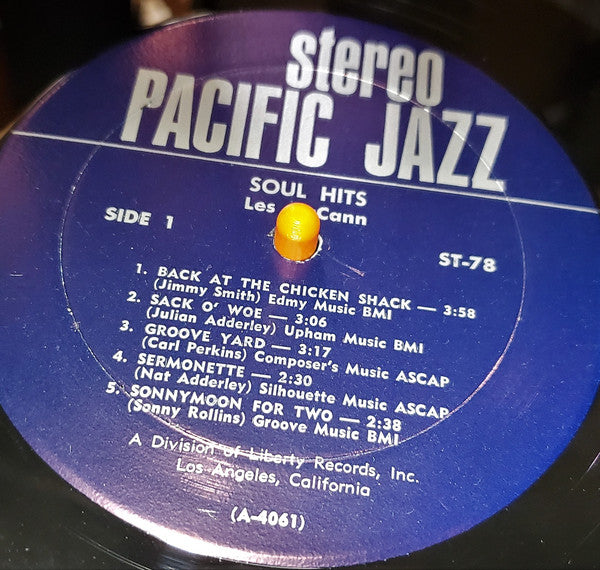 stereo
PACIFIC JAZZ
SOUL HITS
Les Cann
SIDE 1
ST-78
1. BACK AT THE CHICKEN SHACK — 3:58
(Jimmy Smith) Edmy Music BMI
2. SACK O' WOE — 3:06
(Julian Adderley) Upham Music BMI
3. GROOVE YARD — 3:17
(Carl Perkins) Composer's Music ASCAP
4. SERMONETTE — 2:30
(Nat Adderley) Silhouette Music ASCAP
5. SONNYMOON FOR TWO — 2:38
(Sonny Rollins) Groove Music BMI
A Division of Liberty Records, Inc.
Los Angeles, California
(A-4061)